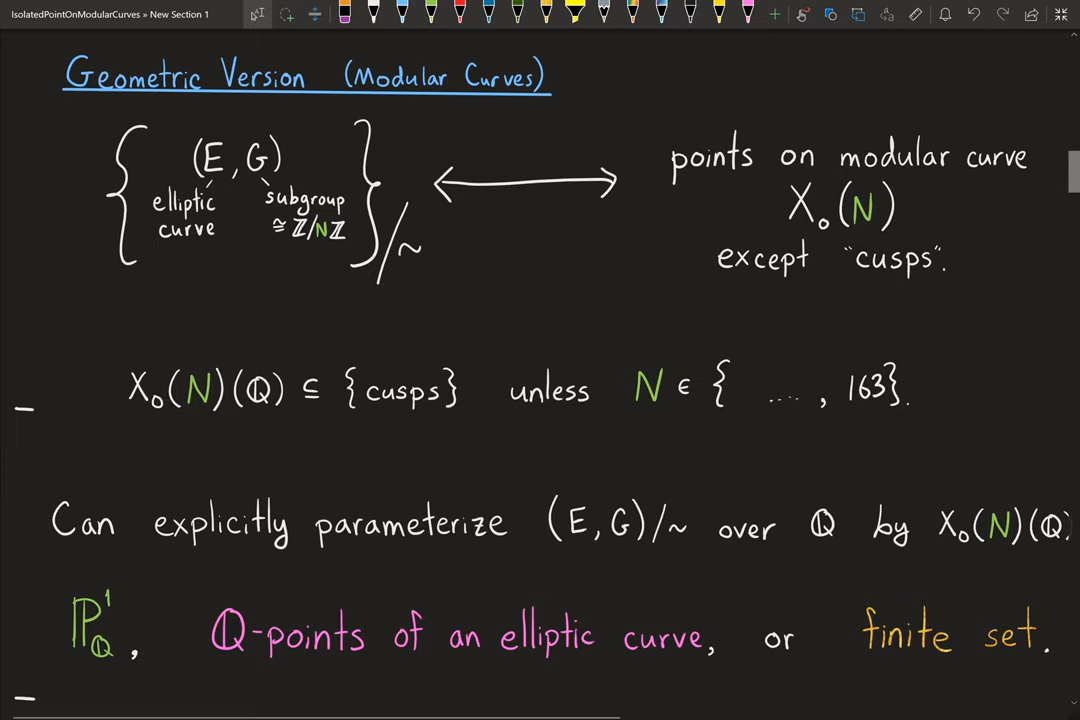 IsolatedPointOnModularCurves » New Section 1
Geometric Version (Modular Curves)
{ (E, G) } /~ ⟷ points on modular curve
elliptic curve subgroup ≅ ℤ/Nℤ
X₀(N)
except "cusps".
X₀(N)(ℚ) ⊆ {cusps} unless N ∈ { ...., 163}.
Can explicitly parameterize (E, G)/~ over ℚ by X₀(N)(ℚ)
ℙ¹_ℚ, ℚ-points of an elliptic curve, or finite set.